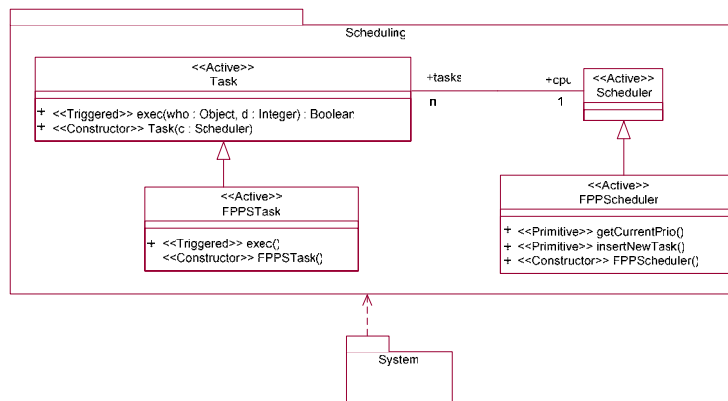 Scheduling
<<Active>>
Task
+ <<Triggered>> exec(who : Object, d : Integer) : Boolean
+ <<Constructor>> Task(c : Scheduler)
+tasks
n
+cpu
1
<<Active>>
Scheduler
<<Active>>
FPPSTask
+ <<Triggered>> exec()
<<Constructor>> FPPSTask()
<<Active>>
FPPScheduler
+ <<Primitive>> getCurrentPrio()
+ <<Primitive>> insertNewTask()
+ <<Constructor>> FPPScheduler()
System